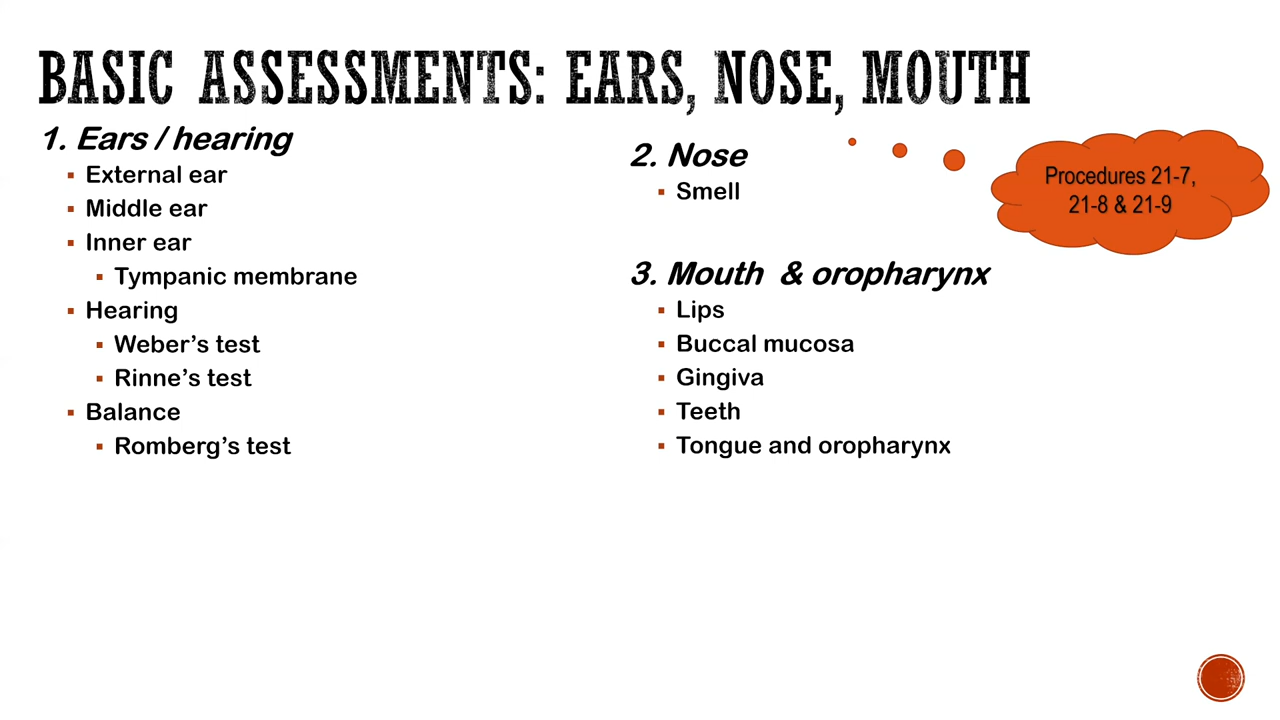 BASIC ASSESSMENTS: EARS, NOSE, MOUTH
1. Ears / hearing
▪ External ear
▪ Middle ear
▪ Inner ear
▪ Tympanic membrane
▪ Hearing
▪ Weber’s test
▪ Rinne’s test
▪ Balance
▪ Romberg’s test
2. Nose
▪ Smell
3. Mouth & oropharynx
▪ Lips
▪ Buccal mucosa
▪ Gingiva
▪ Teeth
▪ Tongue and oropharynx
Procedures 21-7,
21-8 & 21-9